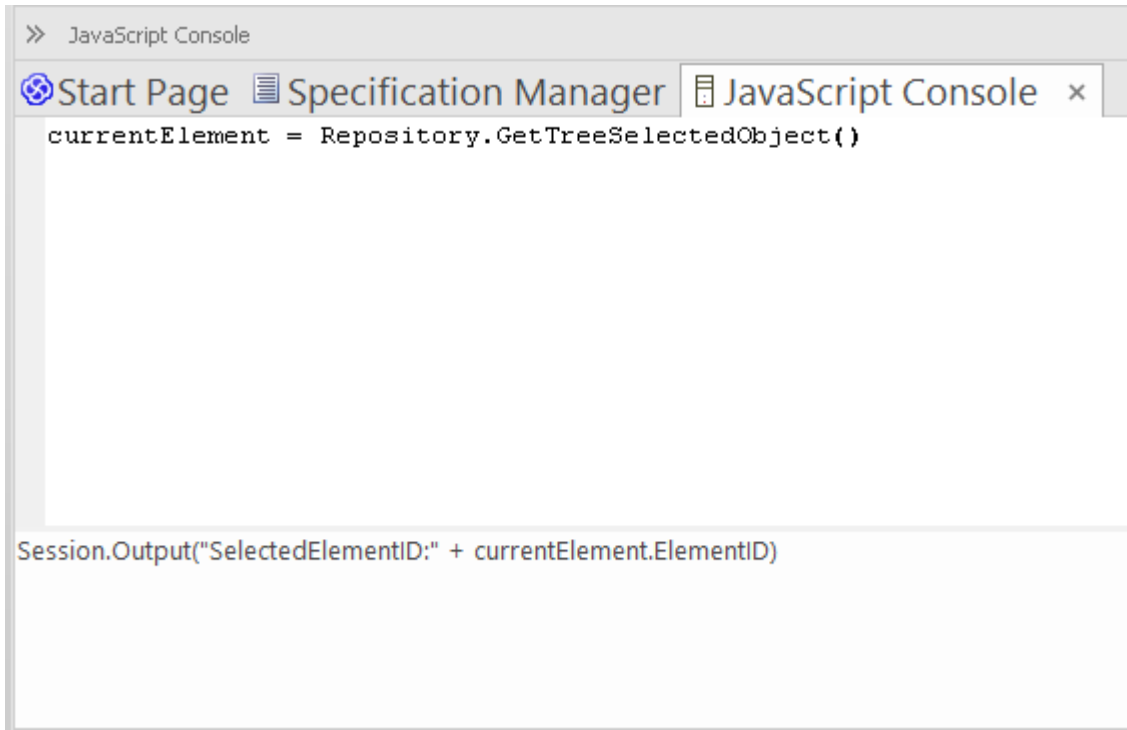 JavaScript Console
Start Page Specification Manager JavaScript Console ×
currentElement = Repository.GetTreeSelectedObject()
Session.Output("SelectedElementID:" + currentElement.ElementID)